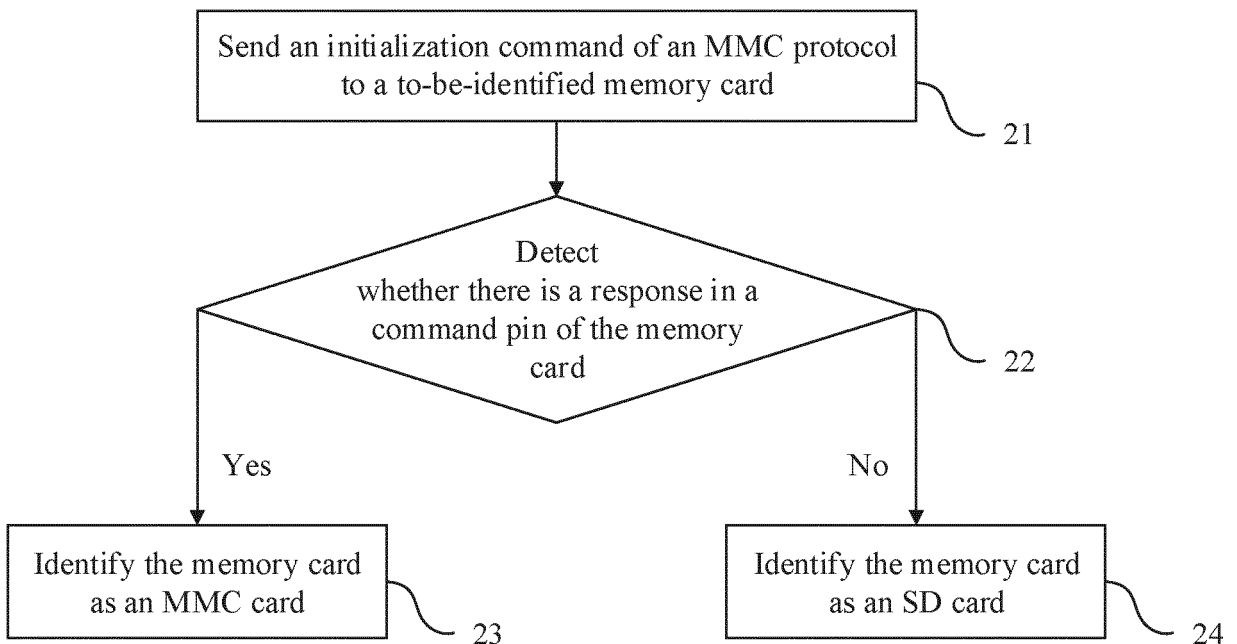 Send an initialization command of an MMC protocol
to a to-be-identified memory card
21
Detect
whether there is a response in a
command pin of the memory
card
22
Yes
No
Identify the memory card
as an MMC card
23
Identify the memory card
as an SD card
24